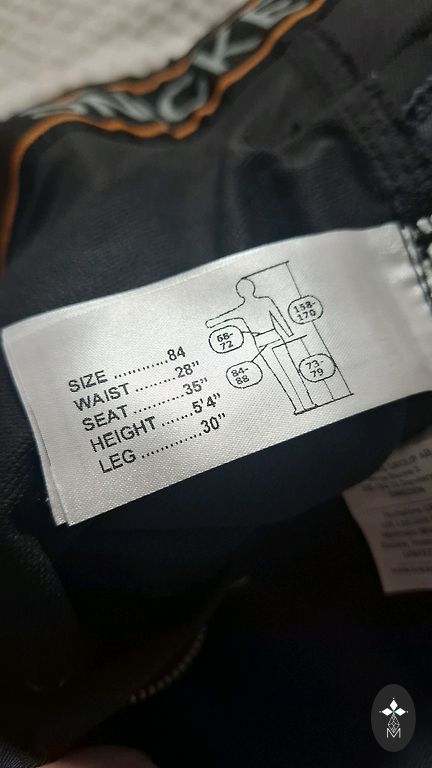 NCKE
SIZE ............84
WAIST .........28"
SEAT ..........35"
HEIGHT .......5'4"
LEG ............30"
158-
170
68-
72
84-
88
73-
79
M